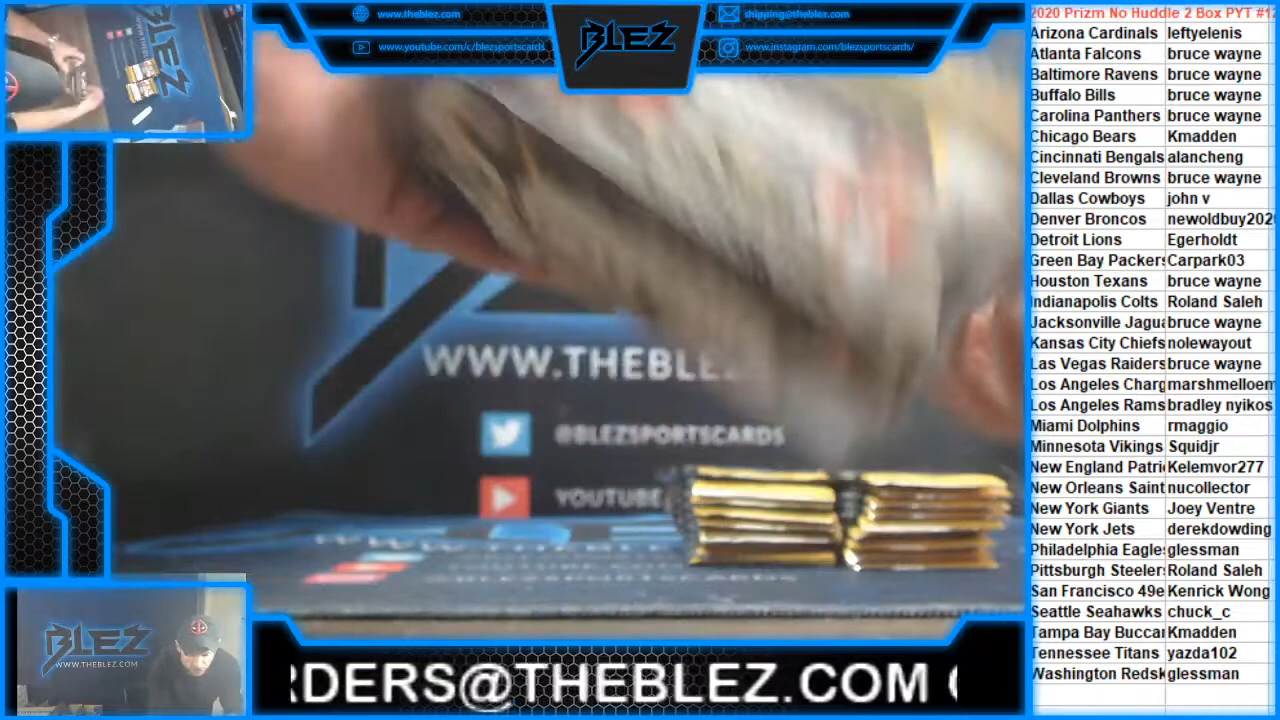 www.theblez.com
shipping@theblez.com
www.youtube.com/c/blezsportscards
www.instagram.com/blezsportscards/
BLEZ
WWW.THEBLEZ
@BLEZSPORTSCARDS
YOUTUBE
BLEZ
WWW.THEBLEZ.COM
RDERS@THEBLEZ.COM
2020 Prizm No Huddle 2 Box PYT #1
Arizona Cardinals leftyelenis
Atlanta Falcons bruce wayne
Baltimore Ravens bruce wayne
Buffalo Bills bruce wayne
Carolina Panthers bruce wayne
Chicago Bears Kmadden
Cincinnati Bengals alancheng
Cleveland Browns bruce wayne
Dallas Cowboys john v
Denver Broncos newoldbuy202
Detroit Lions Egerholdt
Green Bay Packers Carpark03
Houston Texans bruce wayne
Indianapolis Colts Roland Saleh
Jacksonville Jagua bruce wayne
Kansas City Chiefs nolewayout
Las Vegas Raiders bruce wayne
Los Angeles Charg marshmelloem
Los Angeles Rams bradley nyikos
Miami Dolphins rmaggio
Minnesota Vikings Squidjr
New England Patri Kelemvor277
New Orleans Saint nucollector
New York Giants Joey Ventre
New York Jets derekdowding
Philadelphia Eagles glessman
Pittsburgh Steelers Roland Saleh
San Francisco 49e Kenrick Wong
Seattle Seahawks chuck_c
Tampa Bay Buccar Kmadden
Tennessee Titans yazda102
Washington Redsk glessman